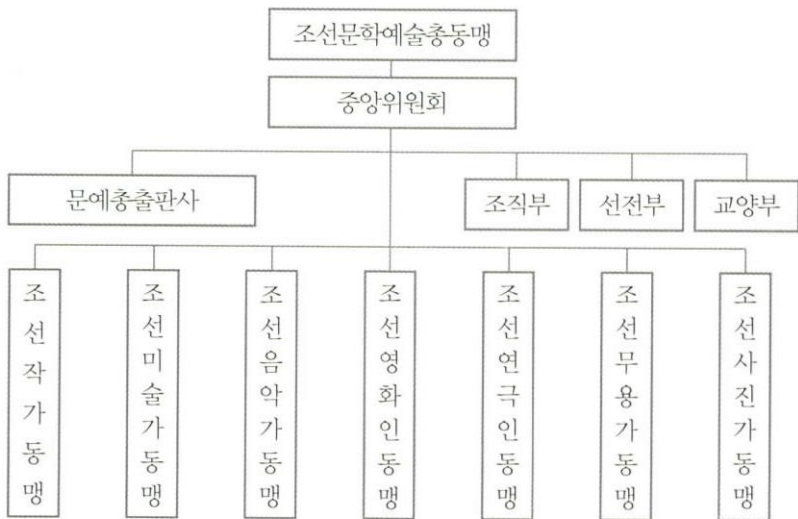 조선문학예술총동맹
중앙위원회
문예총출판사
조직부
선전부
교양부
조선작가동맹
조선미술가동맹
조선음악가동맹
조선영화인동맹
조선연극인동맹
조선무용가동맹
조선사진가동맹